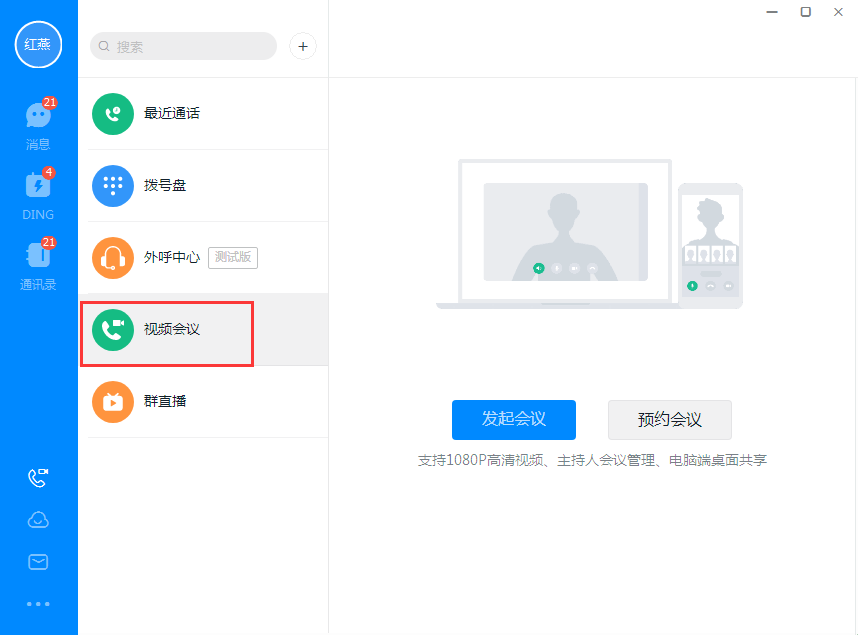 红燕
21
消息
4
DING
21
通讯录
搜索
最近通话
拨号盘
外呼中心 测试版
视频会议
群直播
发起会议 预约会议
支持1080P高清视频、主持人会议管理、电脑端桌面共享